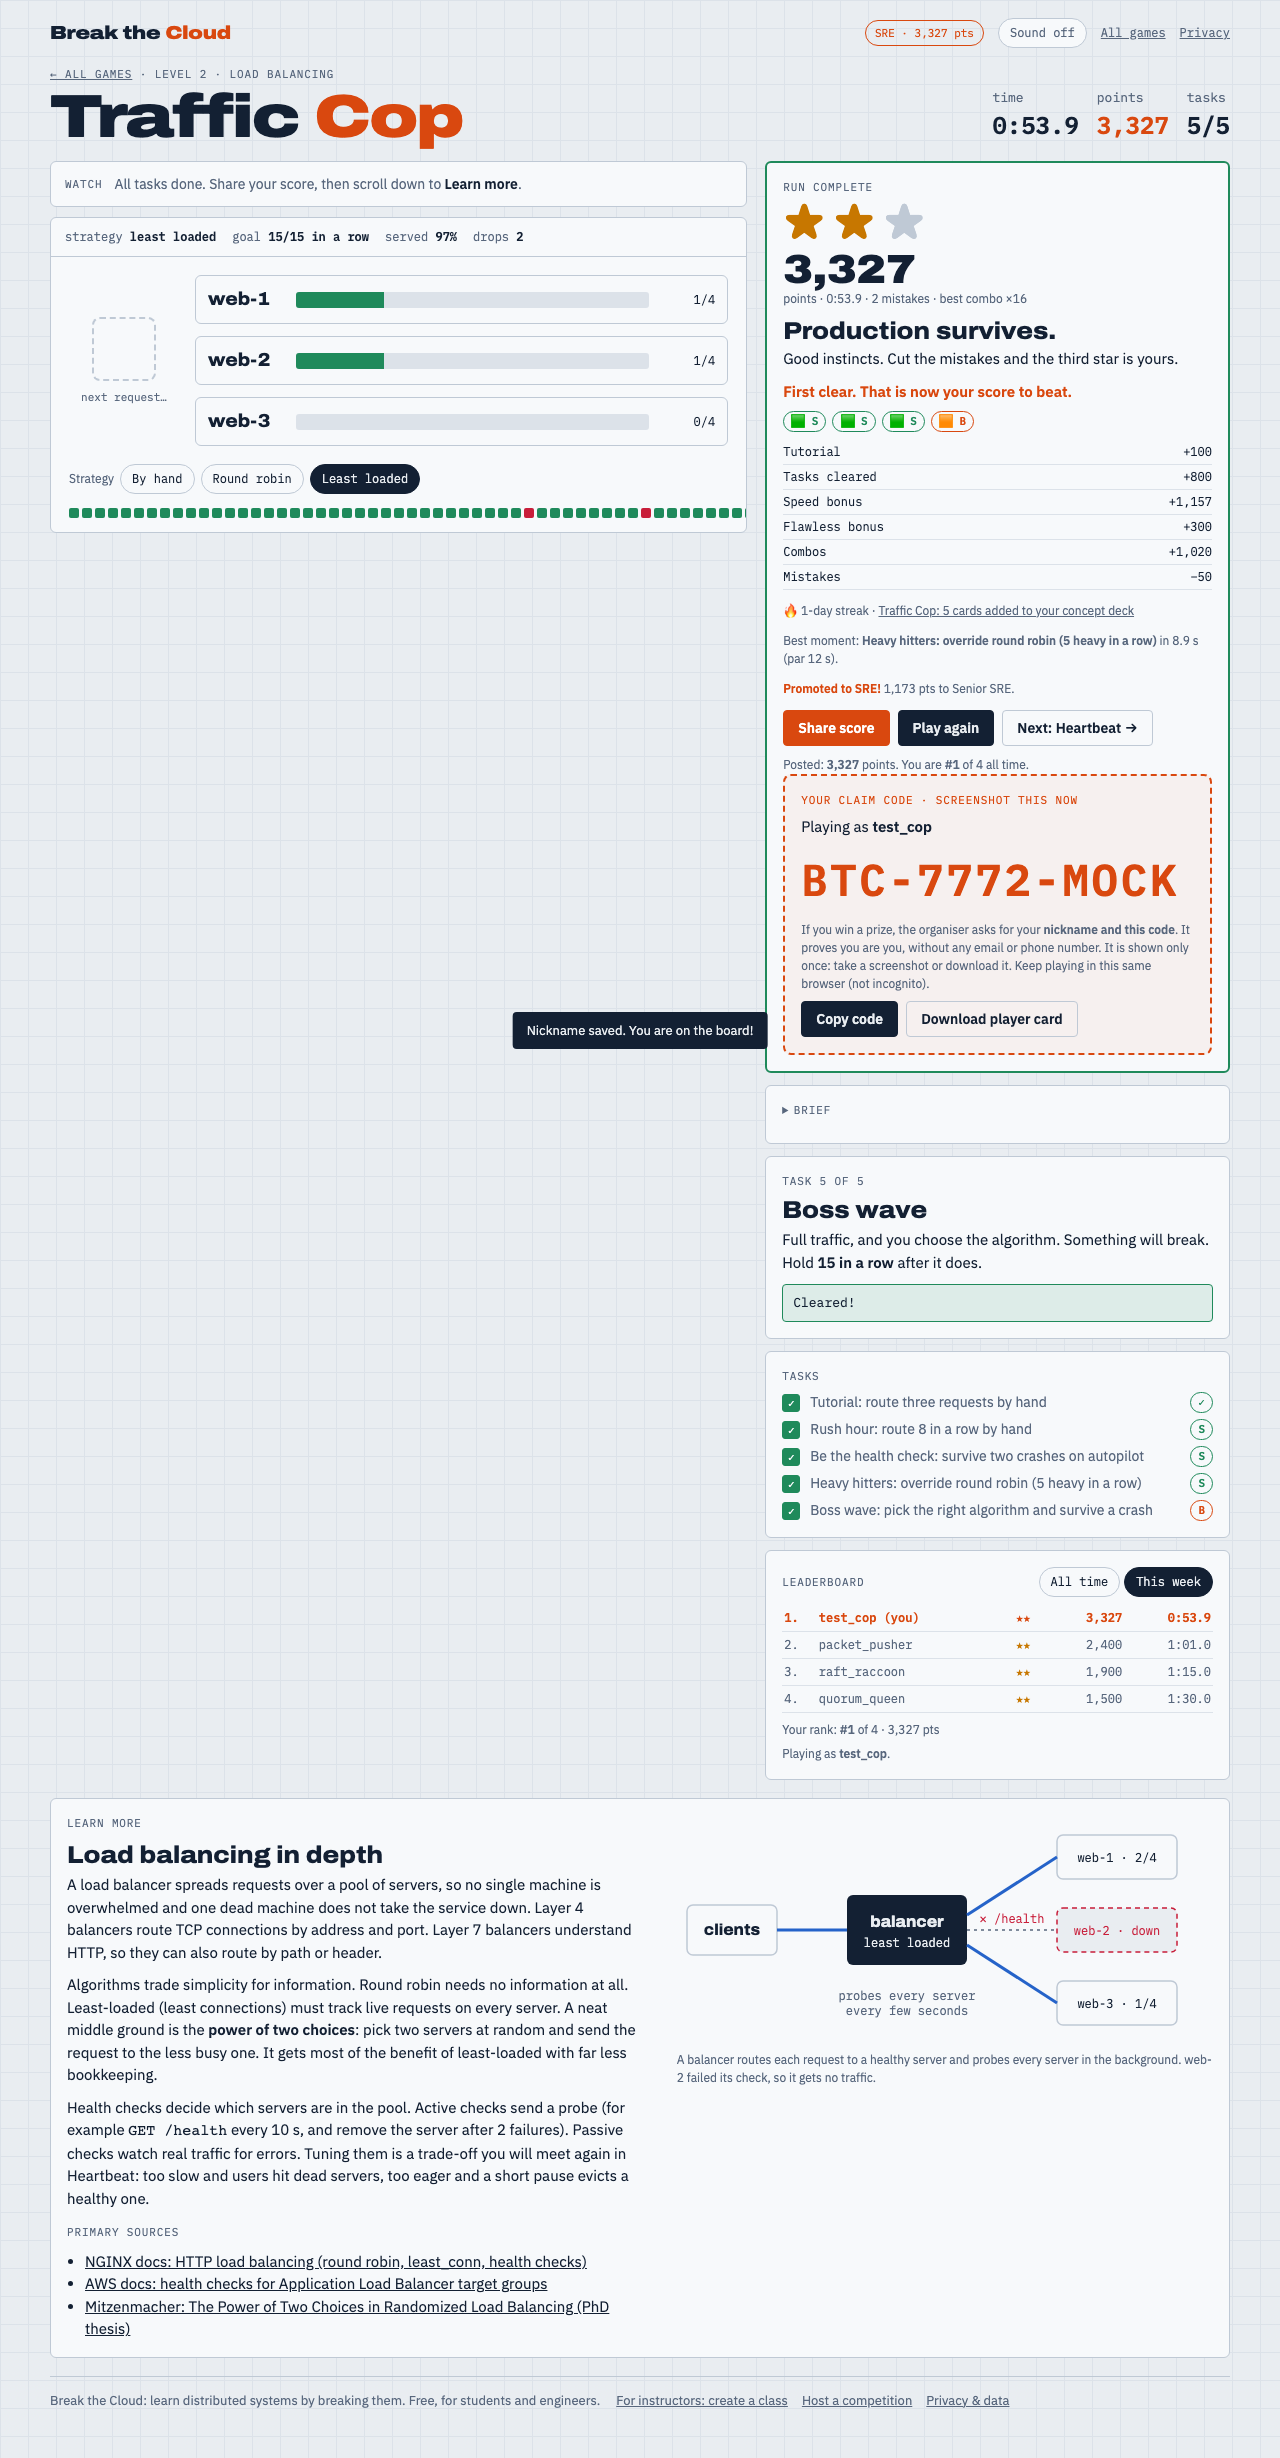 Break the Cloud
SRE · 3,327 pts
Sound off
All games
Privacy
← ALL GAMES · LEVEL 2 · LOAD BALANCING
Traffic Cop
time
0:53.9
points
3,327
tasks
5/5
WATCH All tasks done. Share your score, then scroll down to Learn more.
strategy least loaded goal 15/15 in a row served 97% drops 2
next request…
web-1 1/4
web-2 1/4
web-3 0/4
Strategy By hand Round robin Least loaded
RUN COMPLETE
3,327
points · 0:53.9 · 2 mistakes · best combo ×16
Production survives.
Good instincts. Cut the mistakes and the third star is yours.
First clear. That is now your score to beat.
🟩 S 🟩 S 🟩 S 🟧 B
Tutorial +100
Tasks cleared +800
Speed bonus +1,157
Flawless bonus +300
Combos +1,020
Mistakes −50
🔥 1-day streak · Traffic Cop: 5 cards added to your concept deck
Best moment: Heavy hitters: override round robin (5 heavy in a row) in 8.9 s
(par 12 s).
Promoted to SRE! 1,173 pts to Senior SRE.
Share score
Play again
Next: Heartbeat →
Posted: 3,327 points. You are #1 of 4 all time.
YOUR CLAIM CODE · SCREENSHOT THIS NOW
Playing as test_cop
BTC-7772-MOCK
If you win a prize, the organiser asks for your nickname and this code. It
proves you are you, without any email or phone number. It is shown only
once: take a screenshot or download it. Keep playing in this same
browser (not incognito).
Copy code
Download player card
Nickname saved. You are on the board!
▶ BRIEF
TASK 5 OF 5
Boss wave
Full traffic, and you choose the algorithm. Something will break.
Hold 15 in a row after it does.
Cleared!
TASKS
✓ Tutorial: route three requests by hand ✓
✓ Rush hour: route 8 in a row by hand S
✓ Be the health check: survive two crashes on autopilot S
✓ Heavy hitters: override round robin (5 heavy in a row) S
✓ Boss wave: pick the right algorithm and survive a crash B
LEADERBOARD All time This week
1. test_cop (you) ★★ 3,327 0:53.9
2. packet_pusher ★★ 2,400 1:01.0
3. raft_raccoon ★★ 1,900 1:15.0
4. quorum_queen ★★ 1,500 1:30.0
Your rank: #1 of 4 · 3,327 pts
Playing as test_cop.
LEARN MORE
Load balancing in depth
A load balancer spreads requests over a pool of servers, so no single machine is
overwhelmed and one dead machine does not take the service down. Layer 4
balancers route TCP connections by address and port. Layer 7 balancers understand
HTTP, so they can also route by path or header.
Algorithms trade simplicity for information. Round robin needs no information at all.
Least-loaded (least connections) must track live requests on every server. A neat
middle ground is the power of two choices: pick two servers at random and send the
request to the less busy one. It gets most of the benefit of least-loaded with far less
bookkeeping.
Health checks decide which servers are in the pool. Active checks send a probe (for
example GET /health every 10 s, and remove the server after 2 failures). Passive
checks watch real traffic for errors. Tuning them is a trade-off you will meet again in
Heartbeat: too slow and users hit dead servers, too eager and a short pause evicts a
healthy one.
PRIMARY SOURCES
• NGINX docs: HTTP load balancing (round robin, least_conn, health checks)
• AWS docs: health checks for Application Load Balancer target groups
• Mitzenmacher: The Power of Two Choices in Randomized Load Balancing (PhD
thesis)
clients
balancer
least loaded
× /health
web-1 · 2/4
web-2 · down
web-3 · 1/4
probes every server
every few seconds
A balancer routes each request to a healthy server and probes every server in the background. web-
2 failed its check, so it gets no traffic.
Break the Cloud: learn distributed systems by breaking them. Free, for students and engineers. For instructors: create a class Host a competition Privacy & data